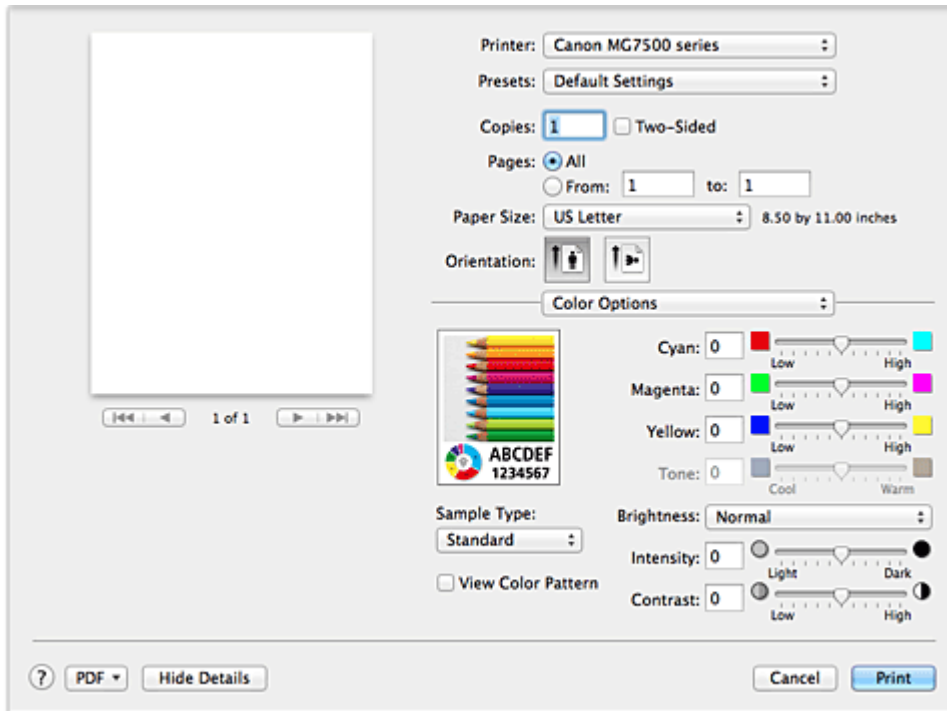 Printer: Canon MG7500 series
Presets: Default Settings
Copies: 1 Two-Sided
Pages: All
From: 1 to: 1
Paper Size: US Letter 8.50 by 11.00 inches
Orientation:
Color Options
1 of 1
ABCDEF
1234567
Cyan: 0
Low High
Magenta: 0
Low High
Yellow: 0
Low High
Tone: 0
Cool Warm
Sample Type:
Standard
View Color Pattern
Brightness: Normal
Intensity: 0
Light Dark
Contrast: 0
Low High
? PDF Hide Details Cancel Print